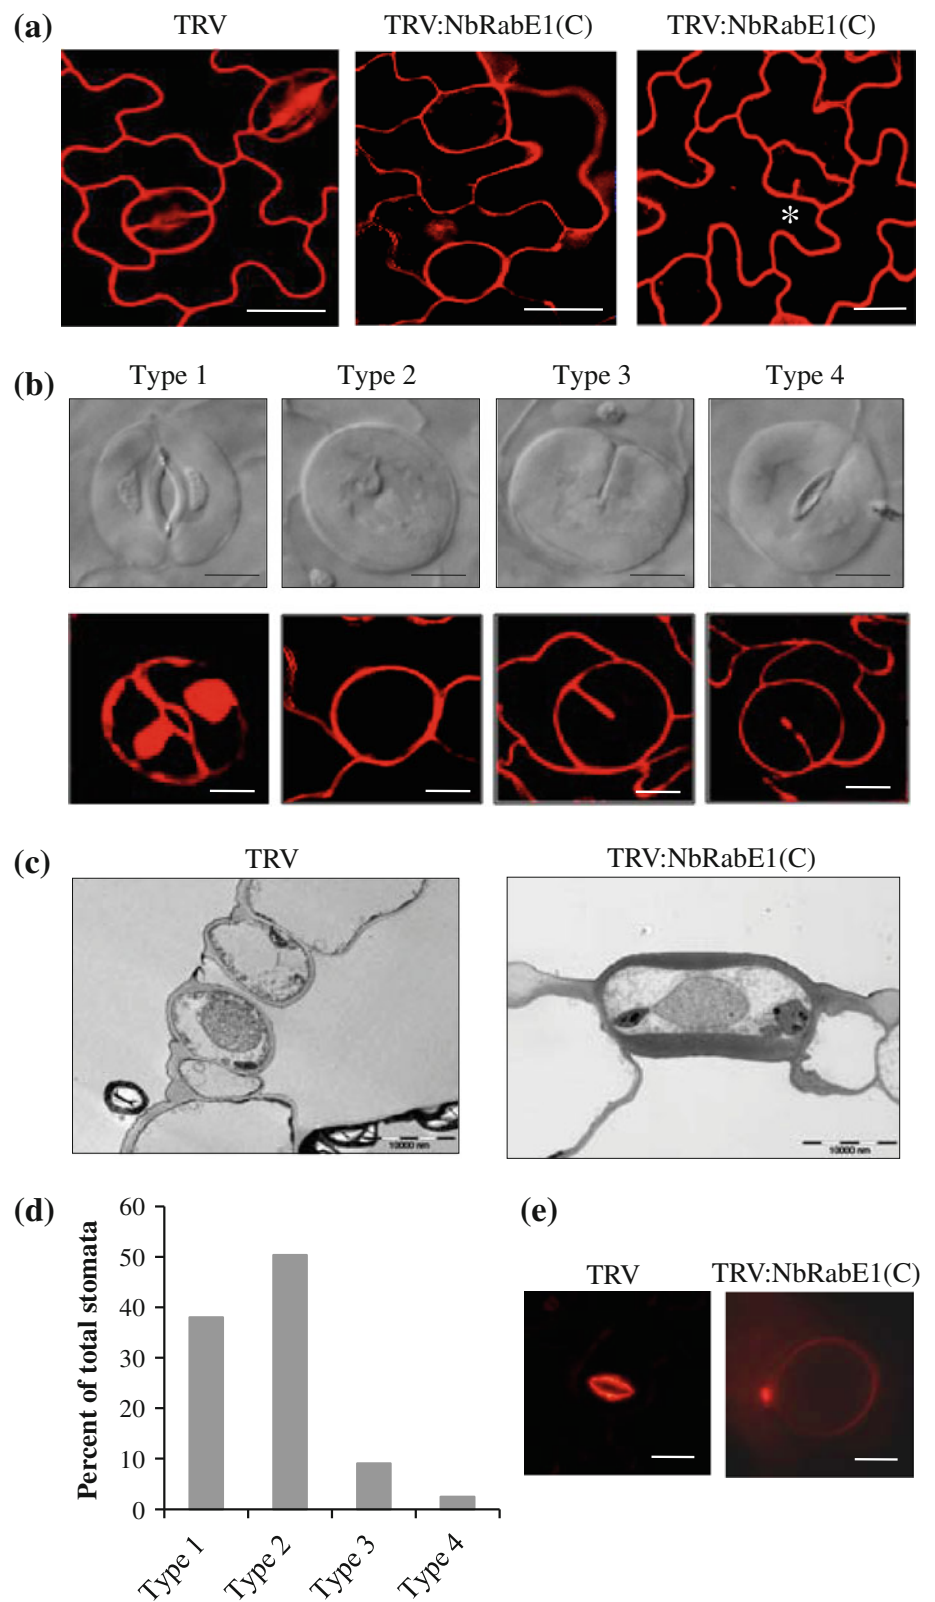 (a) TRV TRV:NbRabE1(C) TRV:NbRabE1(C)
*
(b) Type 1 Type 2 Type 3 Type 4
(c) TRV TRV:NbRabE1(C)
10000 nm 10000 nm
(d) (e)
Percent of total stomata
60
50
40
30
20
10
0
Type 1 Type 2 Type 3 Type 4
TRV TRV:NbRabE1(C)